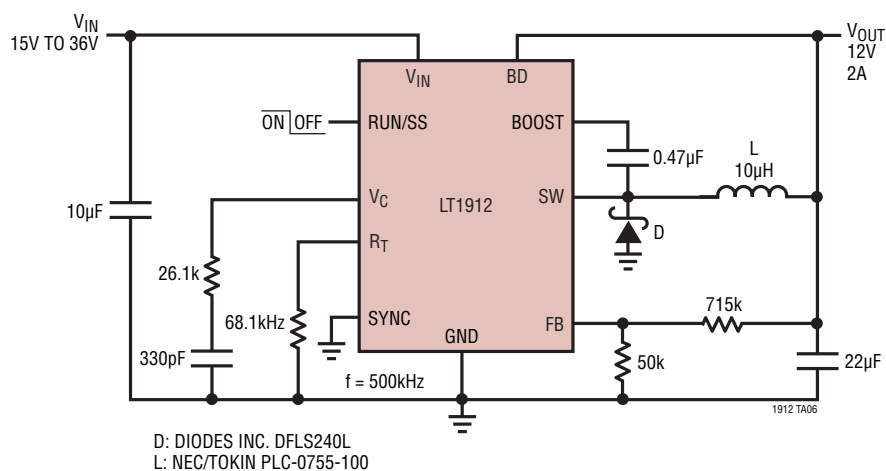 VIN
15V TO 36V
VOUT
12V
2A
VIN
BD
ON OFF
RUN/SS
BOOST
0.47µF
L
10µH
VC
LT1912
SW
10µF
RT
D
26.1k
68.1kHz
SYNC
FB
715k
GND
330pF
f = 500kHz
50k
22µF
1912 TA06
D: DIODES INC. DFLS240L
L: NEC/TOKIN PLC-0755-100